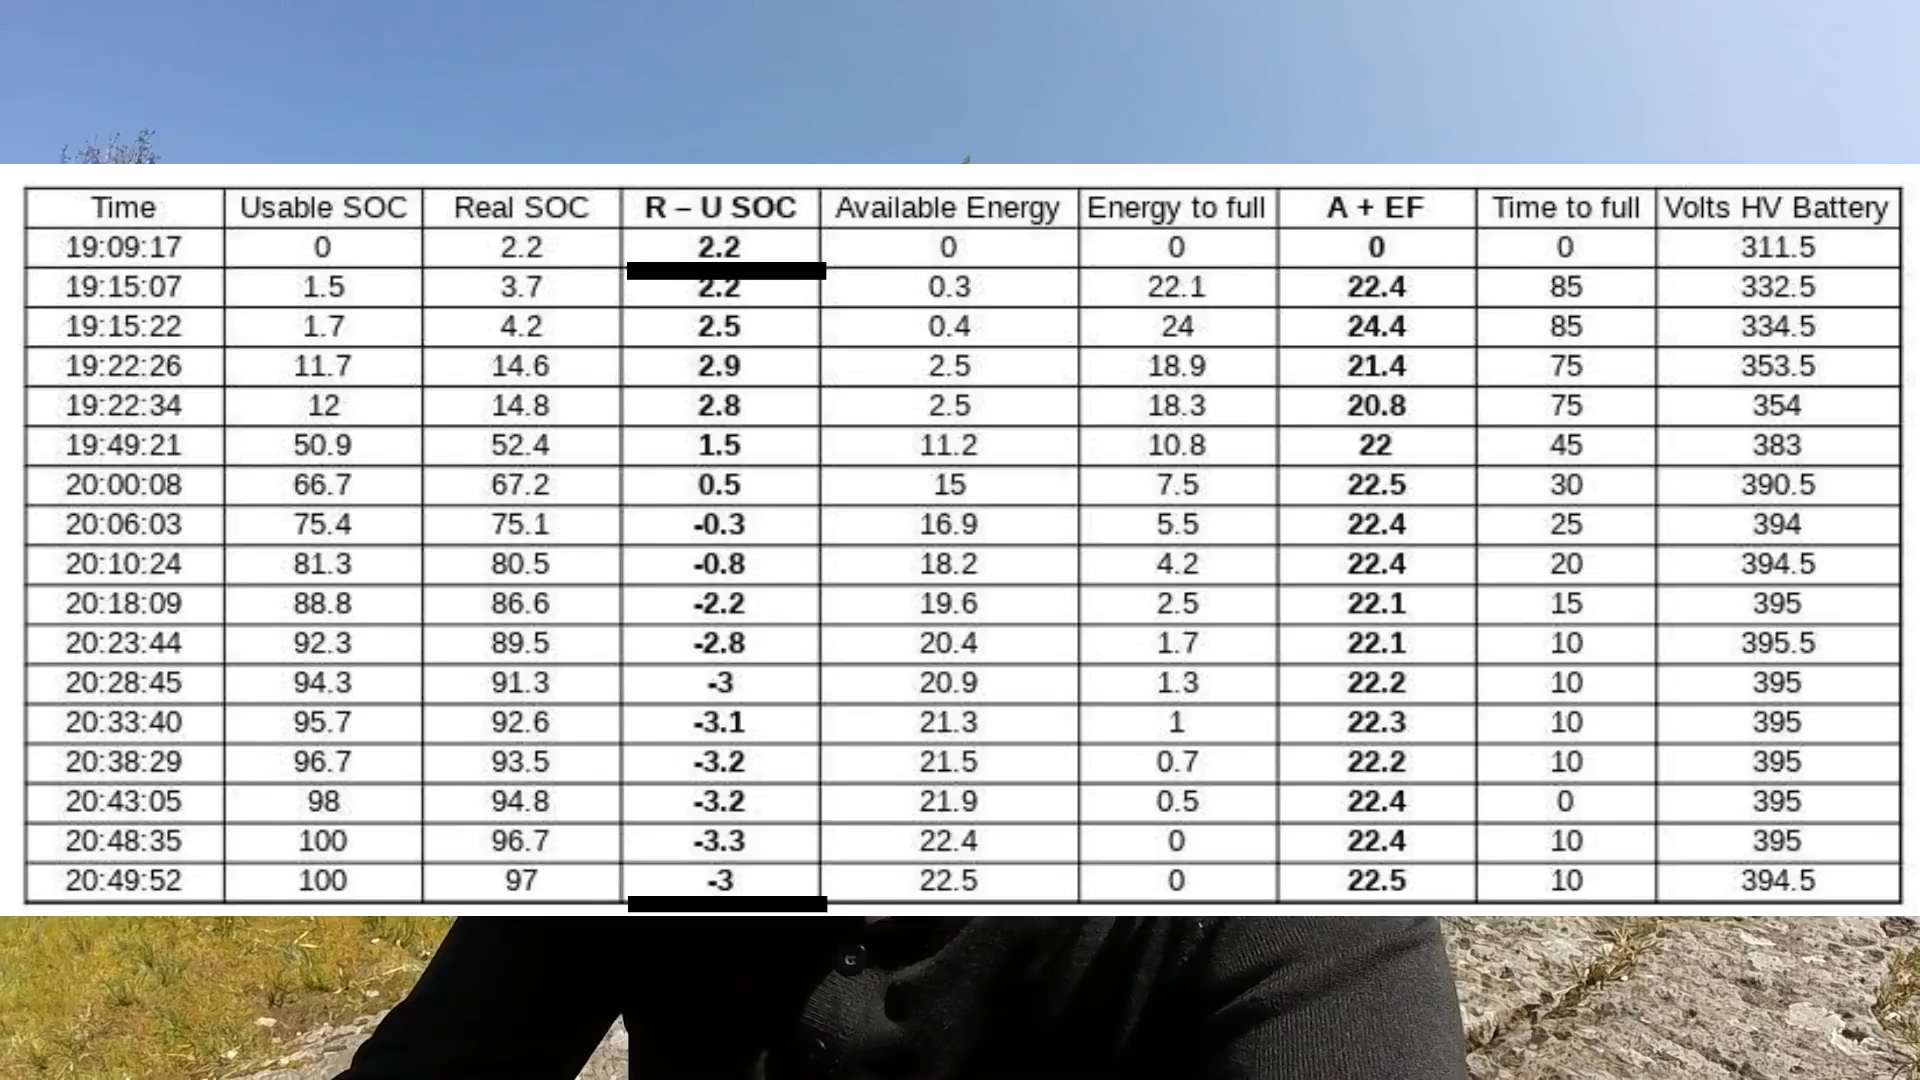 Time Usable SOC Real SOC R – U SOC Available Energy Energy to full A + EF Time to full Volts HV Battery
19:09:17 0 2.2 2.2 0 0 0 0 311.5
19:15:07 1.5 3.7 2.2 0.3 22.1 22.4 85 332.5
19:15:22 1.7 4.2 2.5 0.4 24 24.4 85 334.5
19:22:26 11.7 14.6 2.9 2.5 18.9 21.4 75 353.5
19:22:34 12 14.8 2.8 2.5 18.3 20.8 75 354
19:49:21 50.9 52.4 1.5 11.2 10.8 22 45 383
20:00:08 66.7 67.2 0.5 15 7.5 22.5 30 390.5
20:06:03 75.4 75.1 -0.3 16.9 5.5 22.4 25 394
20:10:24 81.3 80.5 -0.8 18.2 4.2 22.4 20 394.5
20:18:09 88.8 86.6 -2.2 19.6 2.5 22.1 15 395
20:23:44 92.3 89.5 -2.8 20.4 1.7 22.1 10 395.5
20:28:45 94.3 91.3 -3 20.9 1.3 22.2 10 395
20:33:40 95.7 92.6 -3.1 21.3 1 22.3 10 395
20:38:29 96.7 93.5 -3.2 21.5 0.7 22.2 10 395
20:43:05 98 94.8 -3.2 21.9 0.5 22.4 0 395
20:48:35 100 96.7 -3.3 22.4 0 22.4 10 395
20:49:52 100 97 -3 22.5 0 22.5 10 394.5